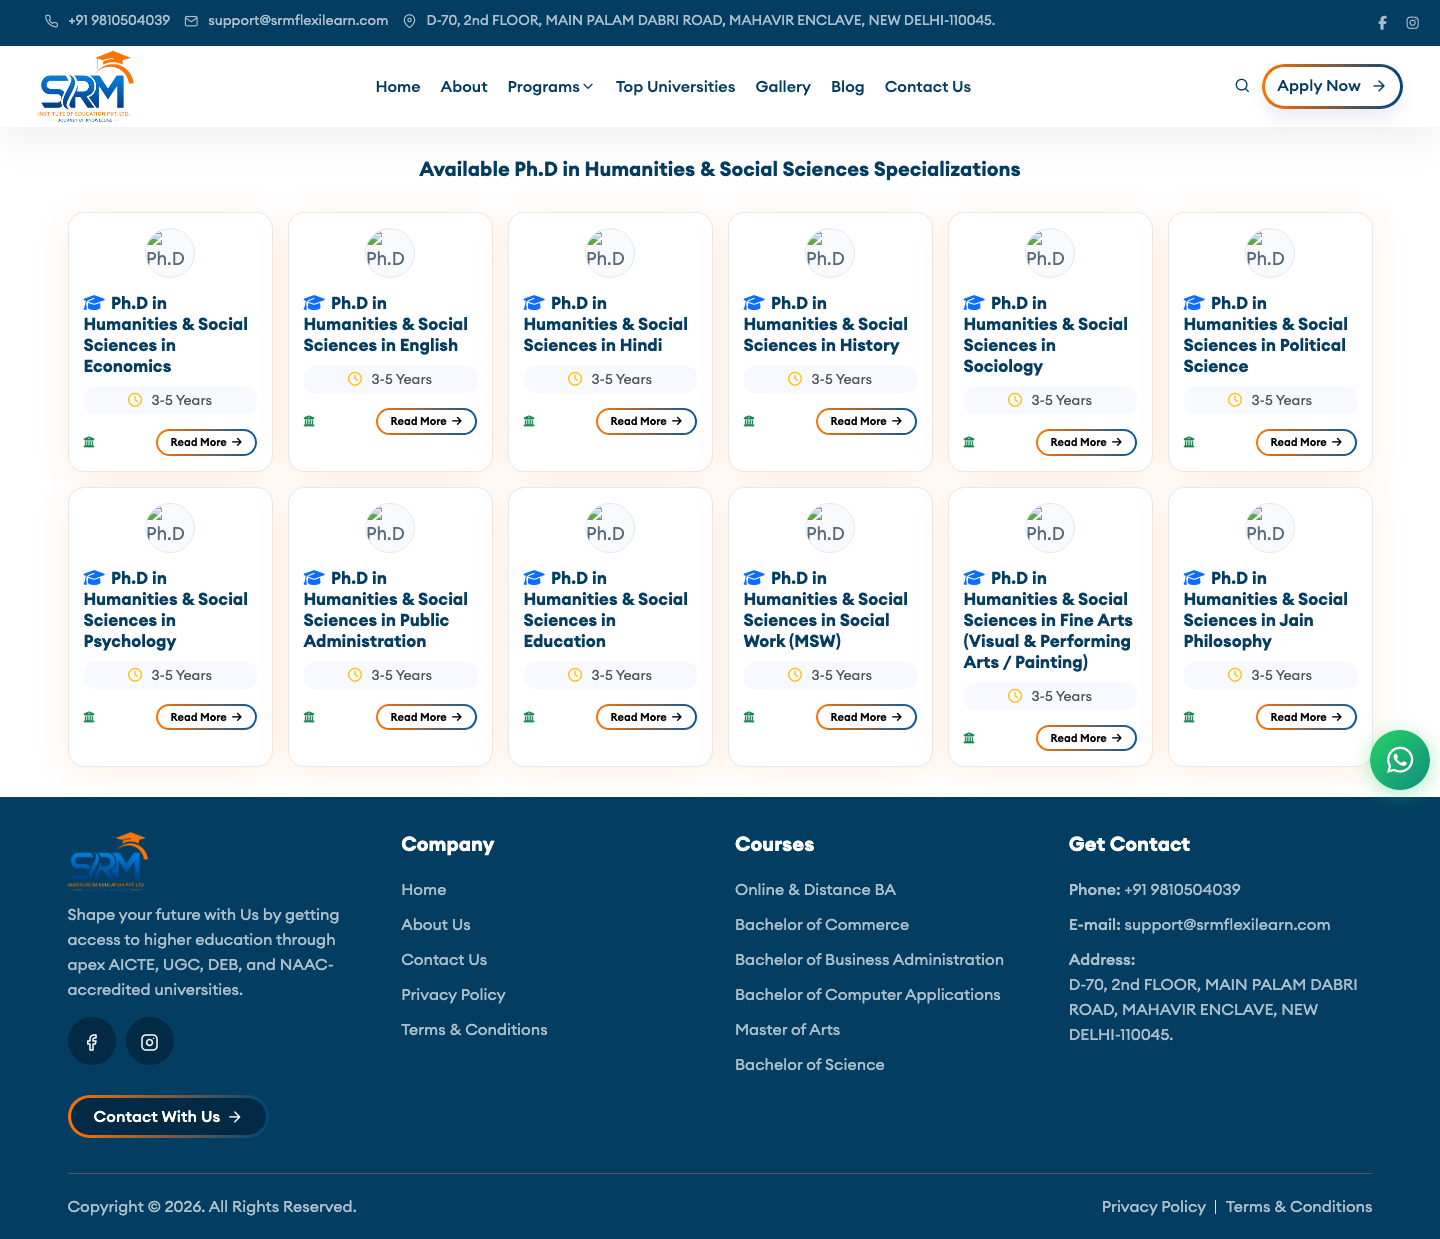 +91 9810504039 support@srmflexilearn.com D-70, 2nd FLOOR, MAIN PALAM DABRI ROAD, MAHAVIR ENCLAVE, NEW DELHI-110045.
SRM
INSTITUTE OF EDUCATION PVT. LTD.
JOURNEY OF KNOWLEDGE
Home About Programs Top Universities Gallery Blog Contact Us
Apply Now
Available Ph.D in Humanities & Social Sciences Specializations
Ph.D
Ph.D in
Humanities & Social
Sciences in
Economics
3-5 Years
Read More
Ph.D
Ph.D in
Humanities & Social
Sciences in English
3-5 Years
Read More
Ph.D
Ph.D in
Humanities & Social
Sciences in Hindi
3-5 Years
Read More
Ph.D
Ph.D in
Humanities & Social
Sciences in History
3-5 Years
Read More
Ph.D
Ph.D in
Humanities & Social
Sciences in
Sociology
3-5 Years
Read More
Ph.D
Ph.D in
Humanities & Social
Sciences in Political
Science
3-5 Years
Read More
Ph.D
Ph.D in
Humanities & Social
Sciences in
Psychology
3-5 Years
Read More
Ph.D
Ph.D in
Humanities & Social
Sciences in Public
Administration
3-5 Years
Read More
Ph.D
Ph.D in
Humanities & Social
Sciences in
Education
3-5 Years
Read More
Ph.D
Ph.D in
Humanities & Social
Sciences in Social
Work (MSW)
3-5 Years
Read More
Ph.D
Ph.D in
Humanities & Social
Sciences in Fine Arts
(Visual & Performing
Arts / Painting)
3-5 Years
Read More
Ph.D
Ph.D in
Humanities & Social
Sciences in Jain
Philosophy
3-5 Years
Read More
SRM
INSTITUTE OF EDUCATION PVT. LTD.
Shape your future with Us by getting
access to higher education through
apex AICTE, UGC, DEB, and NAAC-
accredited universities.
Contact With Us
Company
Home
About Us
Contact Us
Privacy Policy
Terms & Conditions
Courses
Online & Distance BA
Bachelor of Commerce
Bachelor of Business Administration
Bachelor of Computer Applications
Master of Arts
Bachelor of Science
Get Contact
Phone: +91 9810504039
E-mail: support@srmflexilearn.com
Address:
D-70, 2nd FLOOR, MAIN PALAM DABRI
ROAD, MAHAVIR ENCLAVE, NEW
DELHI-110045.
Copyright © 2026. All Rights Reserved.
Privacy Policy | Terms & Conditions